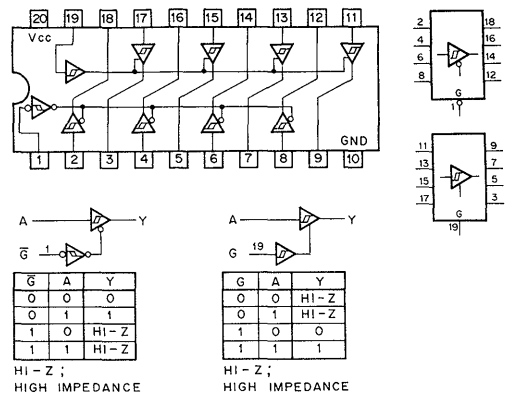 20 19 18 17 16 15 14 13 12 11
Vcc
GND
1 2 3 4 5 6 7 8 9 10
2 18
4 16
6 14
8 12
G
1
11 9
13 7
15 5
17 3
G
19
A Y
G̅ 1
G̅ A Y
0 0 0
0 1 1
1 0 HI-Z
1 1 HI-Z
HI-Z ;
HIGH IMPEDANCE
A Y
G 19
G A Y
0 0 HI-Z
0 1 HI-Z
1 0 0
1 1 1
HI-Z ;
HIGH IMPEDANCE